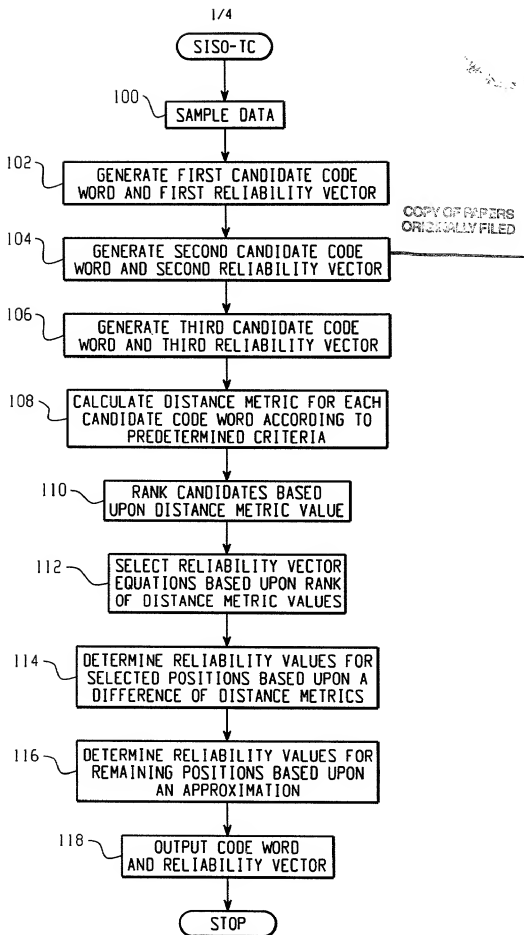 1/4
SISO-TC
100
SAMPLE DATA
102
GENERATE FIRST CANDIDATE CODE
WORD AND FIRST RELIABILITY VECTOR
COPY OF PAPERS
ORIGINALLY FILED
104
GENERATE SECOND CANDIDATE CODE
WORD AND SECOND RELIABILITY VECTOR
106
GENERATE THIRD CANDIDATE CODE
WORD AND THIRD RELIABILITY VECTOR
108
CALCULATE DISTANCE METRIC FOR EACH
CANDIDATE CODE WORD ACCORDING TO
PREDETERMINED CRITERIA
110
RANK CANDIDATES BASED
UPON DISTANCE METRIC VALUE
112
SELECT RELIABILITY VECTOR
EQUATIONS BASED UPON RANK
OF DISTANCE METRIC VALUES
114
DETERMINE RELIABILITY VALUES FOR
SELECTED POSITIONS BASED UPON A
DIFFERENCE OF DISTANCE METRICS
116
DETERMINE RELIABILITY VALUES FOR
REMAINING POSITIONS BASED UPON
AN APPROXIMATION
118
OUTPUT CODE WORD
AND RELIABILITY VECTOR
STOP